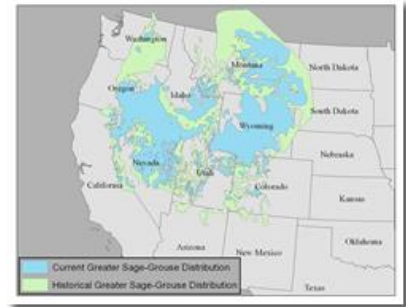 Washington
Montana
North Dakota
Oregon
Idaho
South Dakota
Wyoming
Nebraska
Nevada
Utah
Colorado
California
Kansas
Oklahoma
Arizona
New Mexico
Texas
Current Greater Sage-Grouse Distribution
Historical Greater Sage-Grouse Distribution